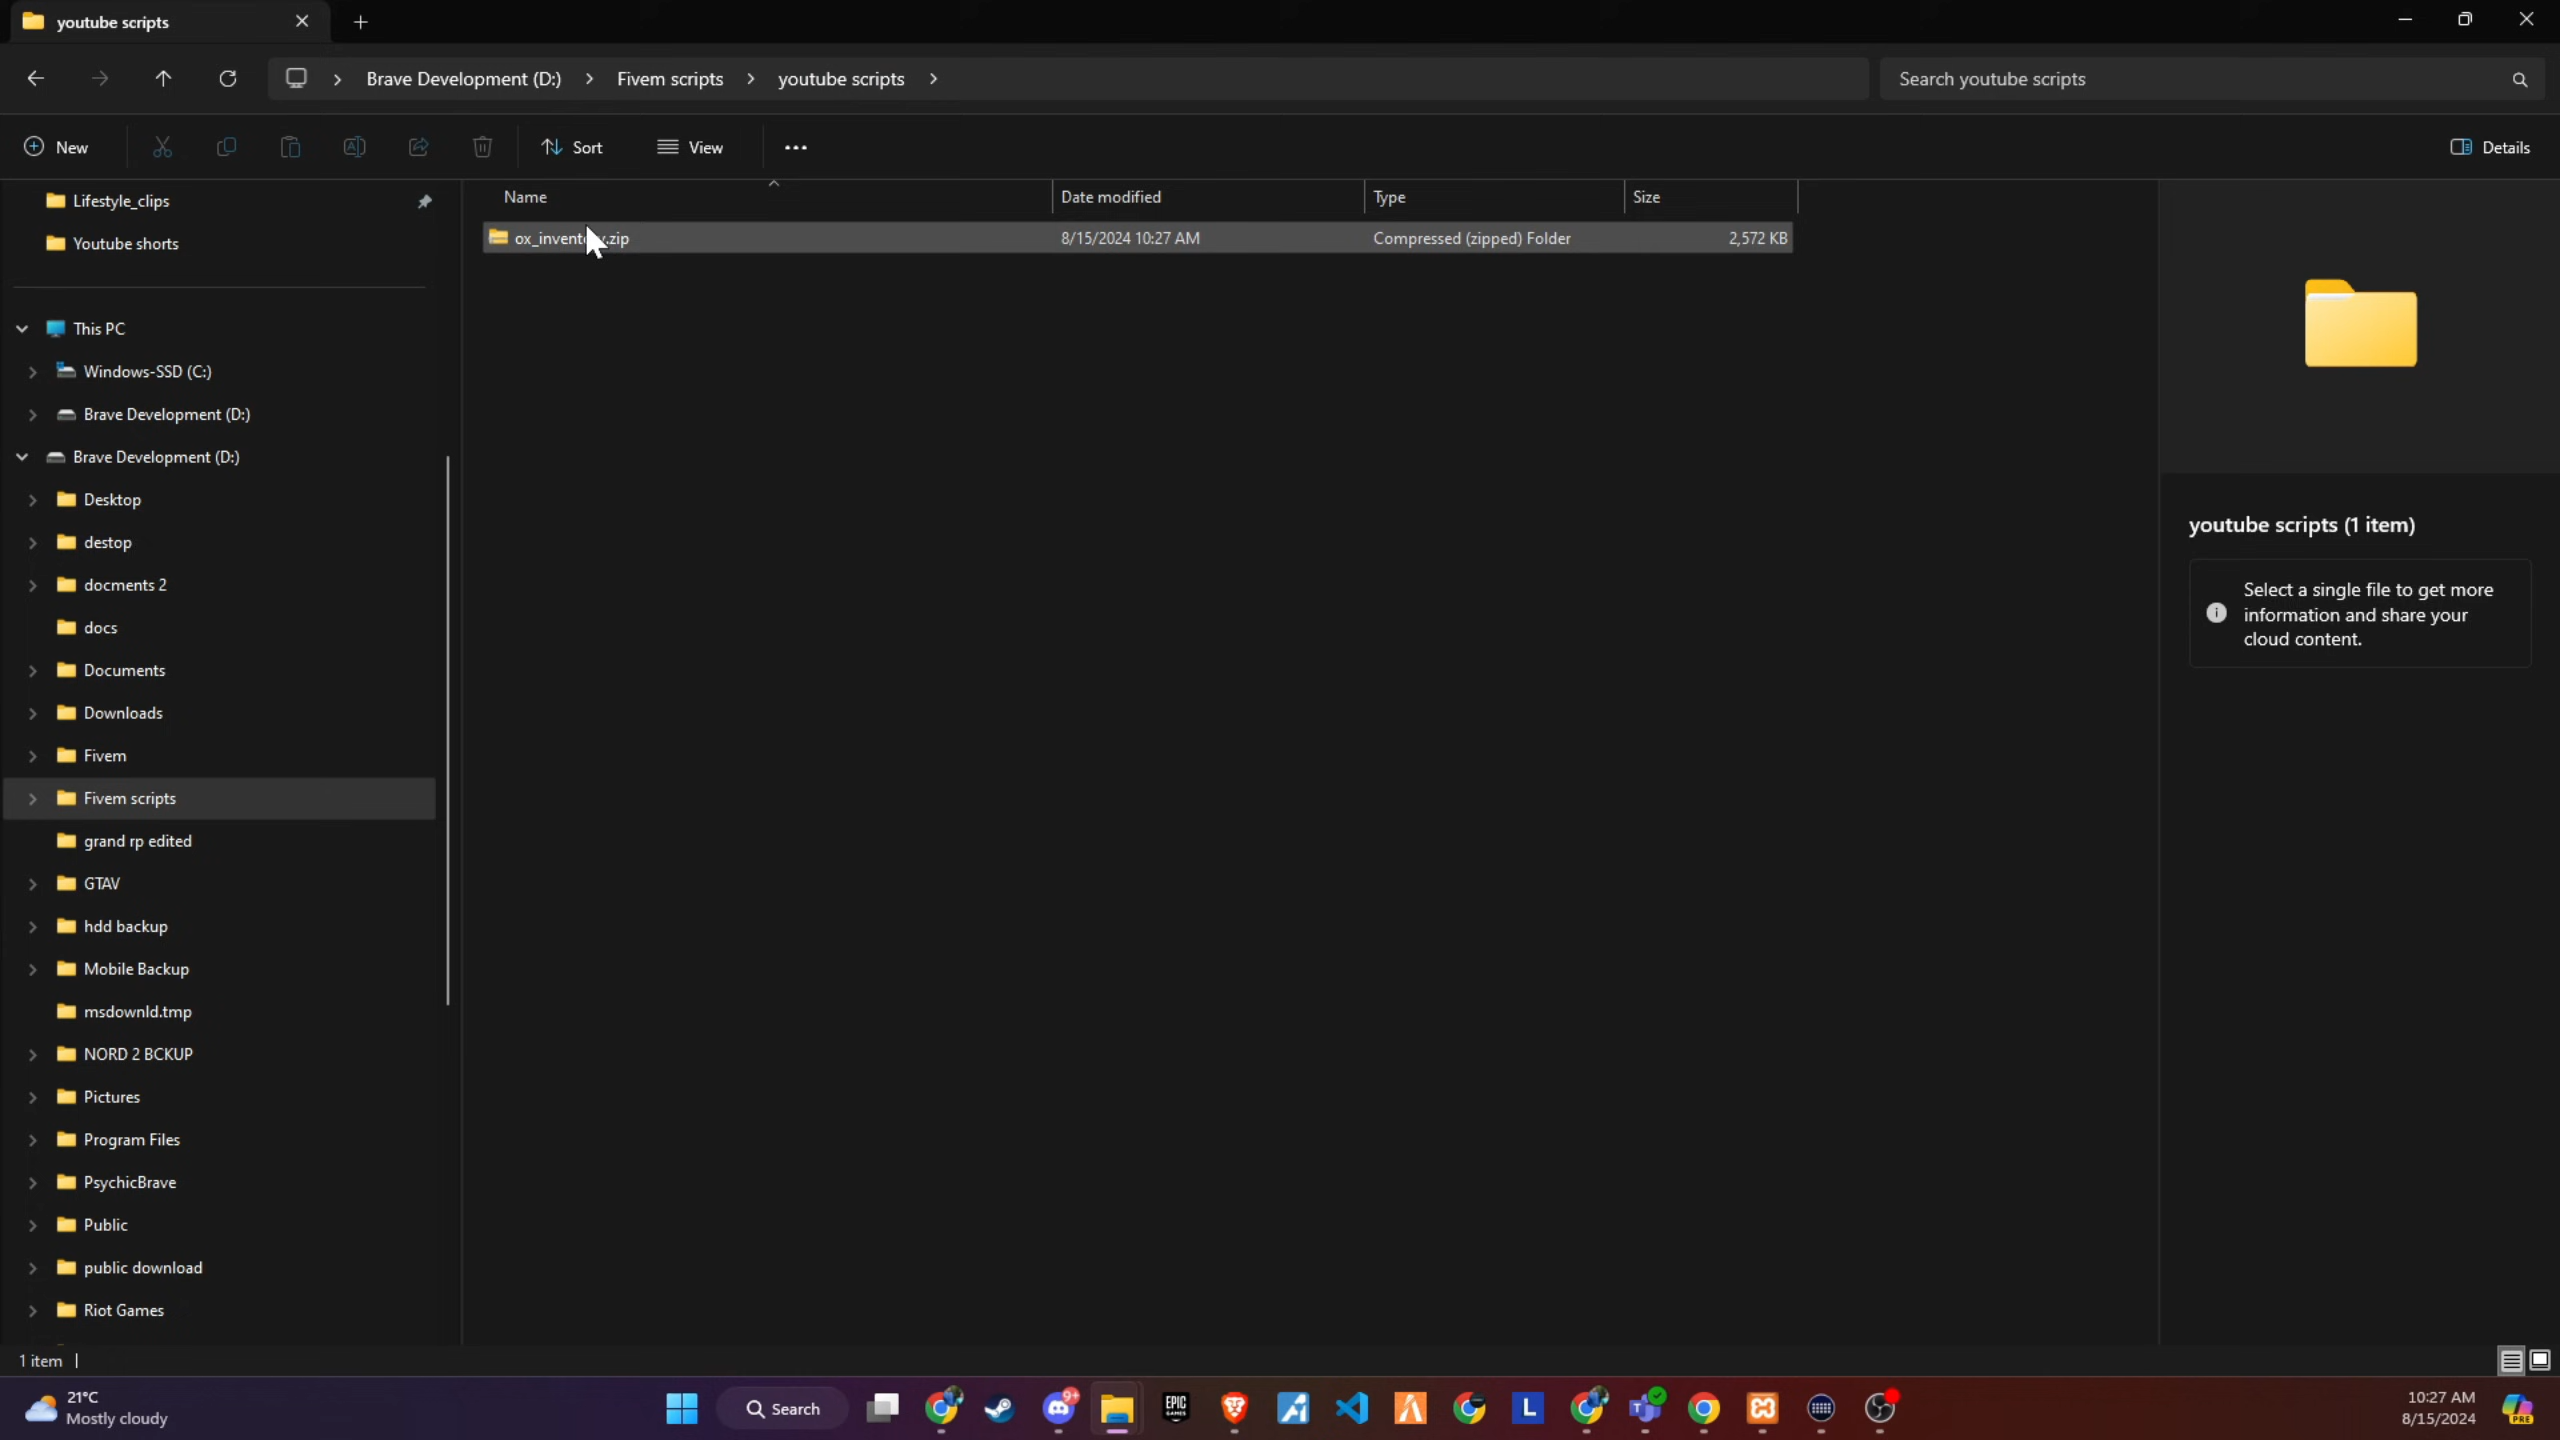 youtube scripts
Brave Development (D:) Fivem scripts youtube scripts
Search youtube scripts
New Sort View Details
Name Date modified Type Size
ox_invent y.zip 8/15/2024 10:27 AM Compressed (zipped) Folder 2,572 KB
Lifestyle_clips
Youtube shorts
This PC
Windows-SSD (C:)
Brave Development (D:)
Brave Development (D:)
Desktop
destop
docments 2
docs
Documents
Downloads
Fivem
Fivem scripts
grand rp edited
GTAV
hdd backup
Mobile Backup
msdownld.tmp
NORD 2 BCKUP
Pictures
Program Files
PsychicBrave
Public
public download
Riot Games
youtube scripts (1 item)
Select a single file to get more
information and share your
cloud content.
1 item
21°C
Mostly cloudy
Search
9+
EPIC
GAMES
L
PRE
10:27 AM
8/15/2024